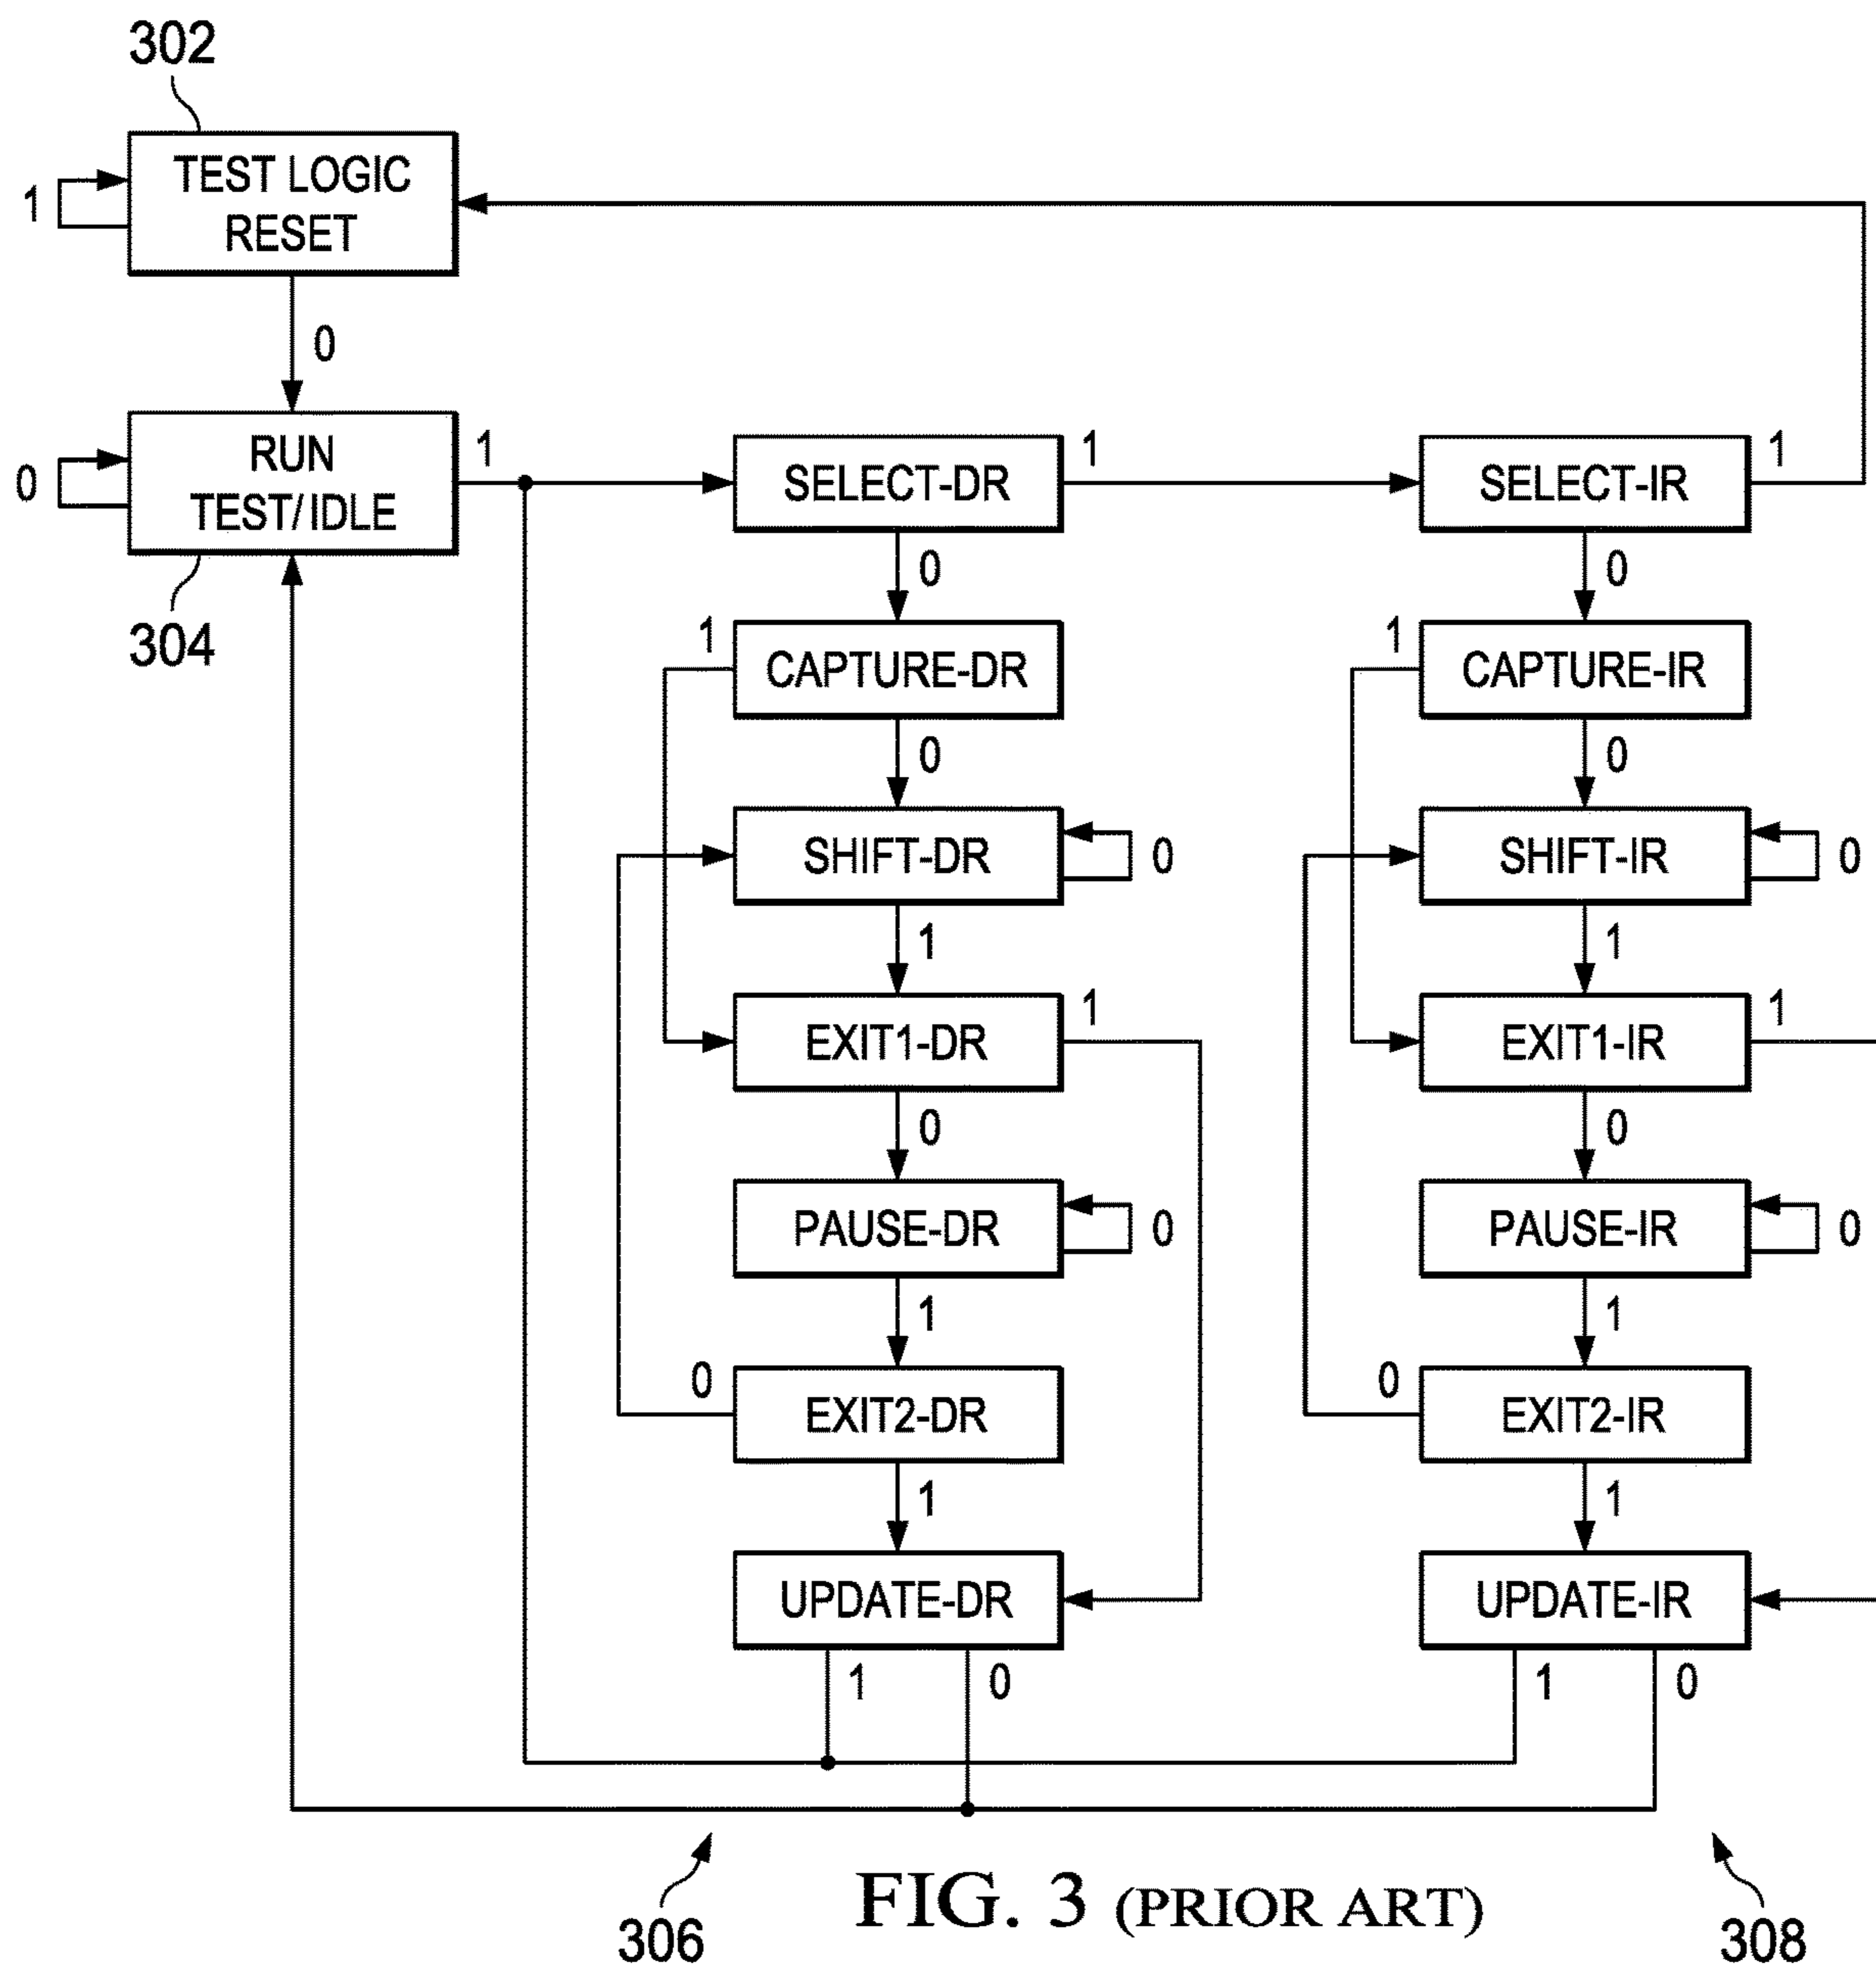 302
TEST LOGIC
RESET
1
0
RUN
TEST/IDLE
0
1
304
SELECT-DR
1
SELECT-IR
1
0
0
1
CAPTURE-DR
1
CAPTURE-IR
0
0
SHIFT-DR
0
SHIFT-IR
0
1
1
EXIT1-DR
1
EXIT1-IR
1
0
0
PAUSE-DR
0
PAUSE-IR
0
1
1
0
EXIT2-DR
0
EXIT2-IR
1
1
UPDATE-DR
UPDATE-IR
1
0
1
0
306
FIG. 3 (PRIOR ART)
308